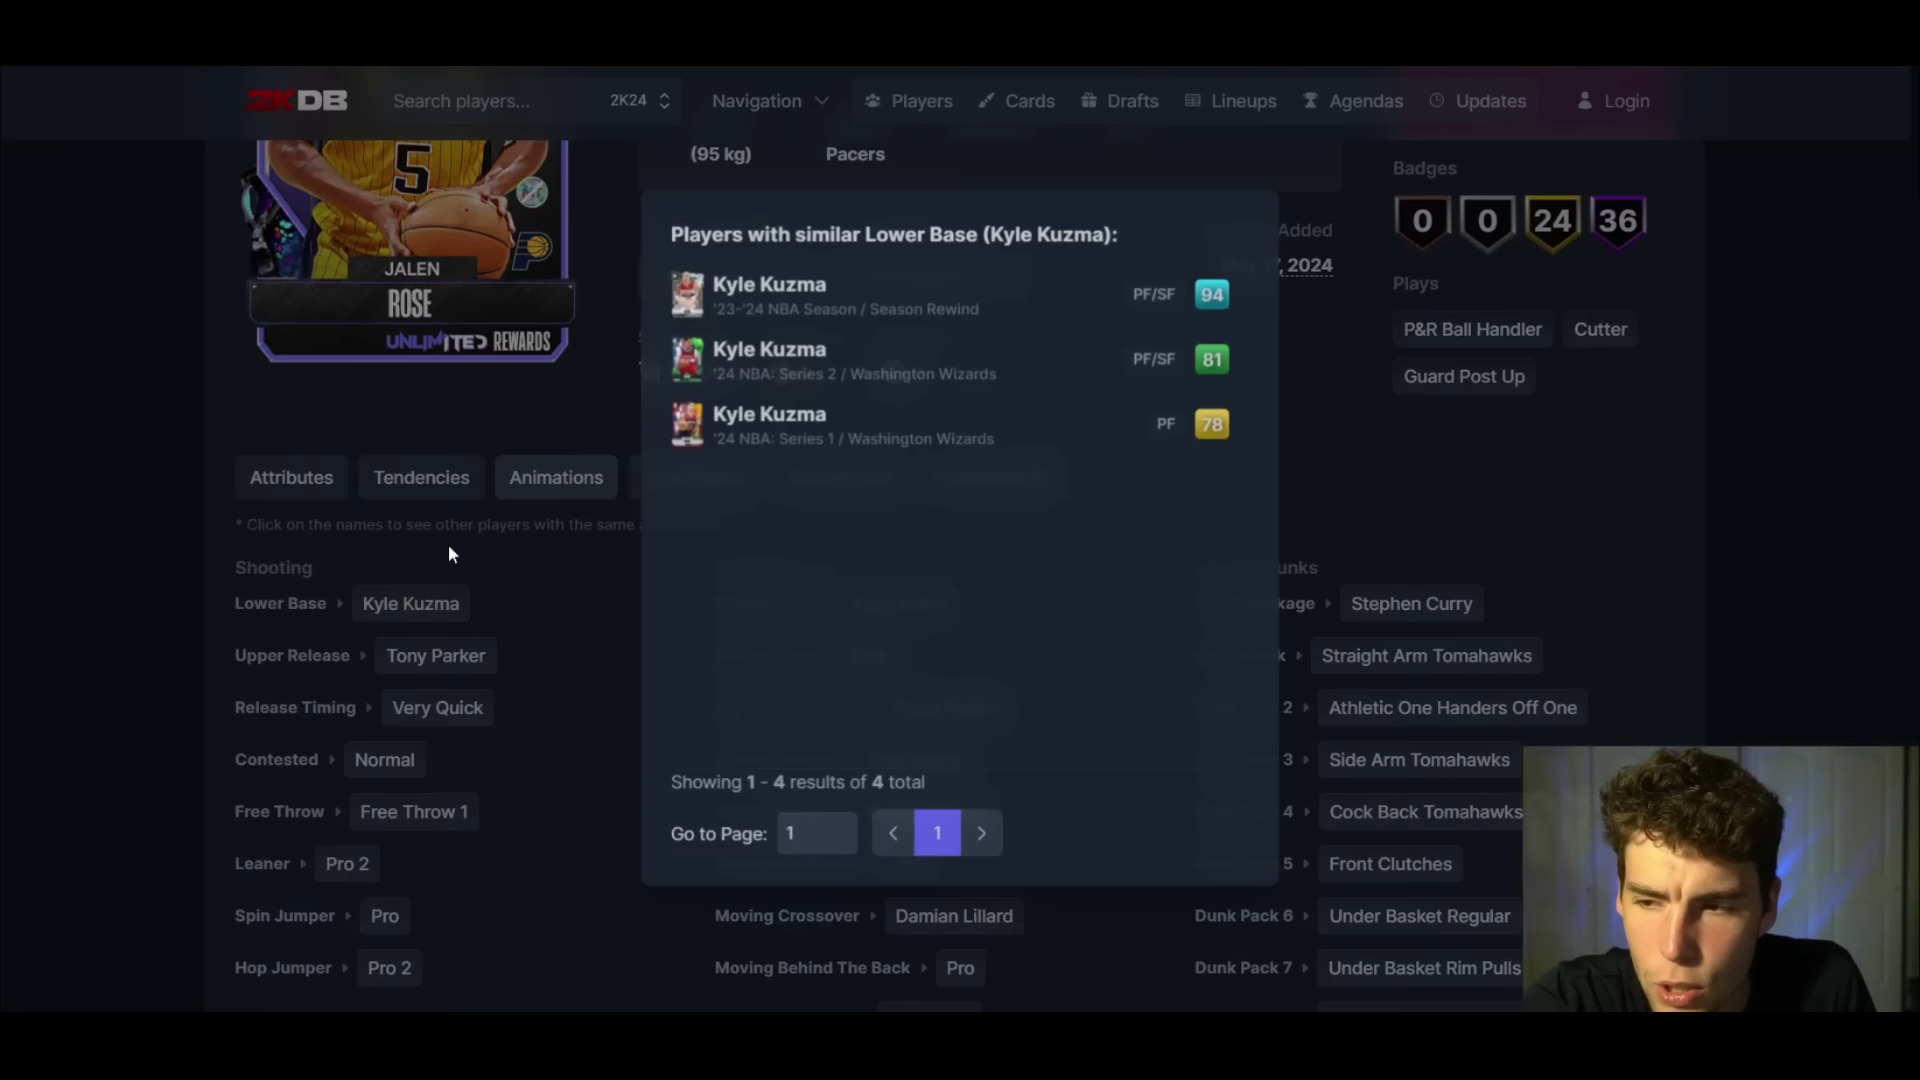 2KDB
Search players...
2K24
Navigation
Players
Cards
Drafts
Lineups
Agendas
Updates
Login
(95 kg)
Pacers
5
JALEN
ROSE
UNLIMITED REWARDS
Added
, 2024
Badges
0
0
24
36
Plays
P&R Ball Handler
Cutter
Guard Post Up
Players with similar Lower Base (Kyle Kuzma):
Kyle Kuzma
'23-'24 NBA Season / Season Rewind
PF/SF
94
Kyle Kuzma
'24 NBA: Series 2 / Washington Wizards
PF/SF
81
Kyle Kuzma
'24 NBA: Series 1 / Washington Wizards
PF
78
Showing 1 - 4 results of 4 total
Go to Page:
1
1
Attributes
Tendencies
Animations
* Click on the names to see other players with the same
Shooting
Lower Base
Kyle Kuzma
Upper Release
Tony Parker
Release Timing
Very Quick
Contested
Normal
Free Throw
Free Throw 1
Leaner
Pro 2
Spin Jumper
Pro
Hop Jumper
Pro 2
Moving Crossover
Damian Lillard
Moving Behind The Back
Pro
unks
kage
Stephen Curry
k
Straight Arm Tomahawks
2
Athletic One Handers Off One
3
Side Arm Tomahawks
4
Cock Back Tomahawks
5
Front Clutches
Dunk Pack 6
Under Basket Regular
Dunk Pack 7
Under Basket Rim Pulls